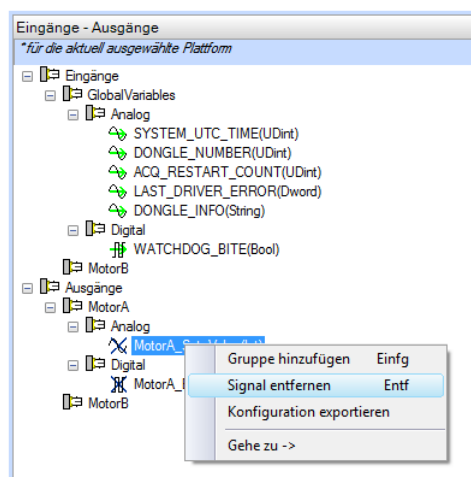 Eingänge - Ausgänge
*für die aktuell ausgewählte Plattform
Eingänge
GlobalVariables
Analog
SYSTEM_UTC_TIME(UDint)
DONGLE_NUMBER(UDint)
ACQ_RESTART_COUNT(UDint)
LAST_DRIVER_ERROR(Dword)
DONGLE_INFO(String)
Digital
WATCHDOG_BITE(Bool)
MotorB
Ausgänge
MotorA
Analog
Digital
MotorB
Gruppe hinzufügen Einfg
Signal entfernen Entf
Konfiguration exportieren
Gehe zu ->